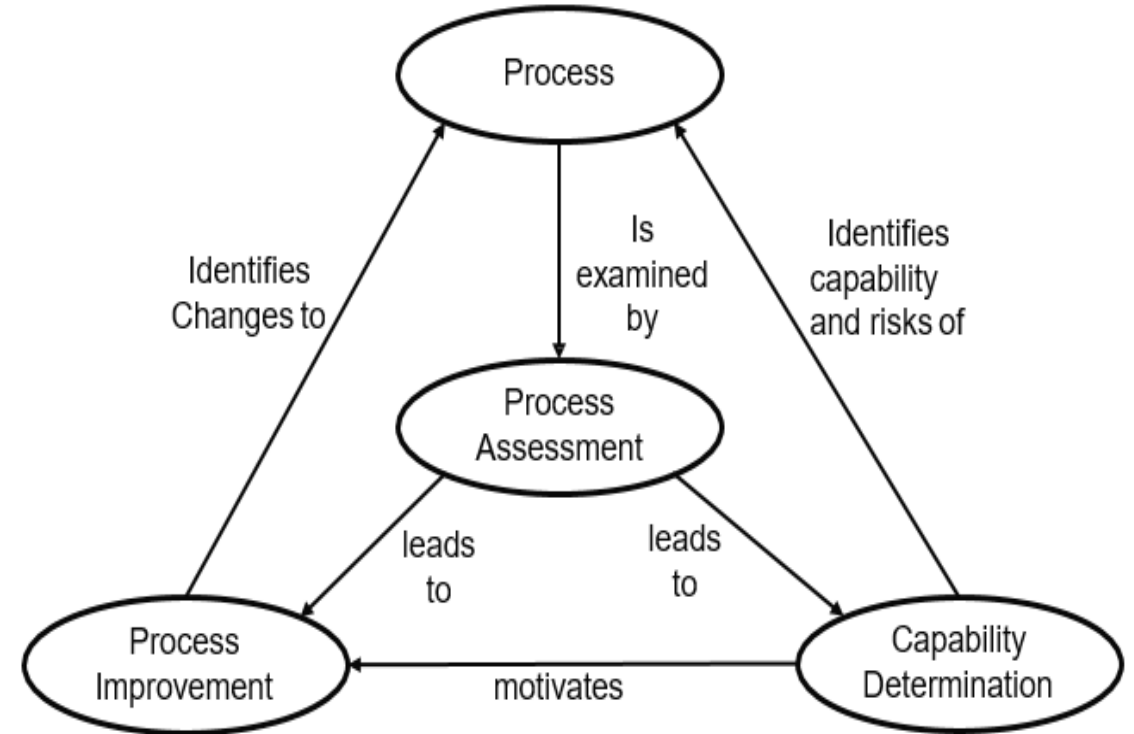 Process
Is
examined
by
Identifies
capability
and risks of
Identifies
Changes to
Process
Assessment
leads
to
leads
to
Process
Improvement
motivates
Capability
Determination